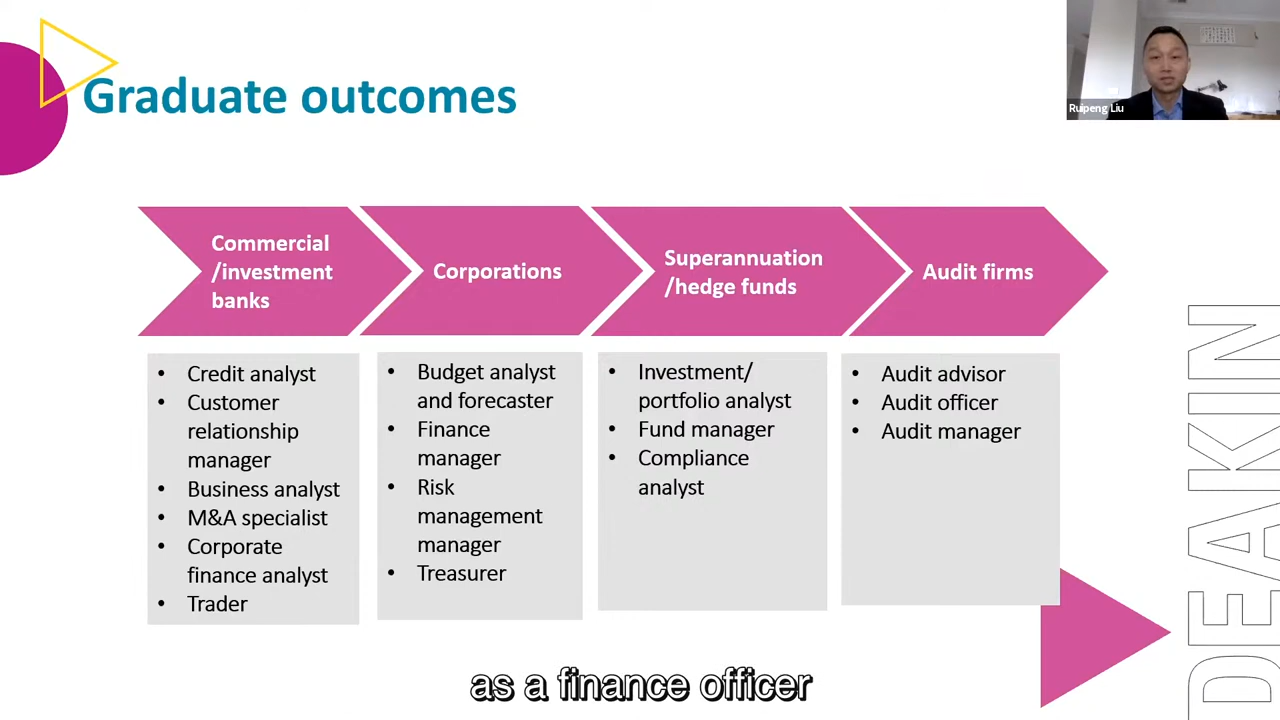 Graduate outcomes
Ruipeng Liu
Commercial
/investment
banks
Corporations
Superannuation
/hedge funds
Audit firms
• Credit analyst
• Customer
relationship
manager
• Business analyst
• M&A specialist
• Corporate
finance analyst
• Trader
• Budget analyst
and forecaster
• Finance
manager
• Risk
management
manager
• Treasurer
• Investment/
portfolio analyst
• Fund manager
• Compliance
analyst
• Audit advisor
• Audit officer
• Audit manager
DEAKIN
as a finance officer